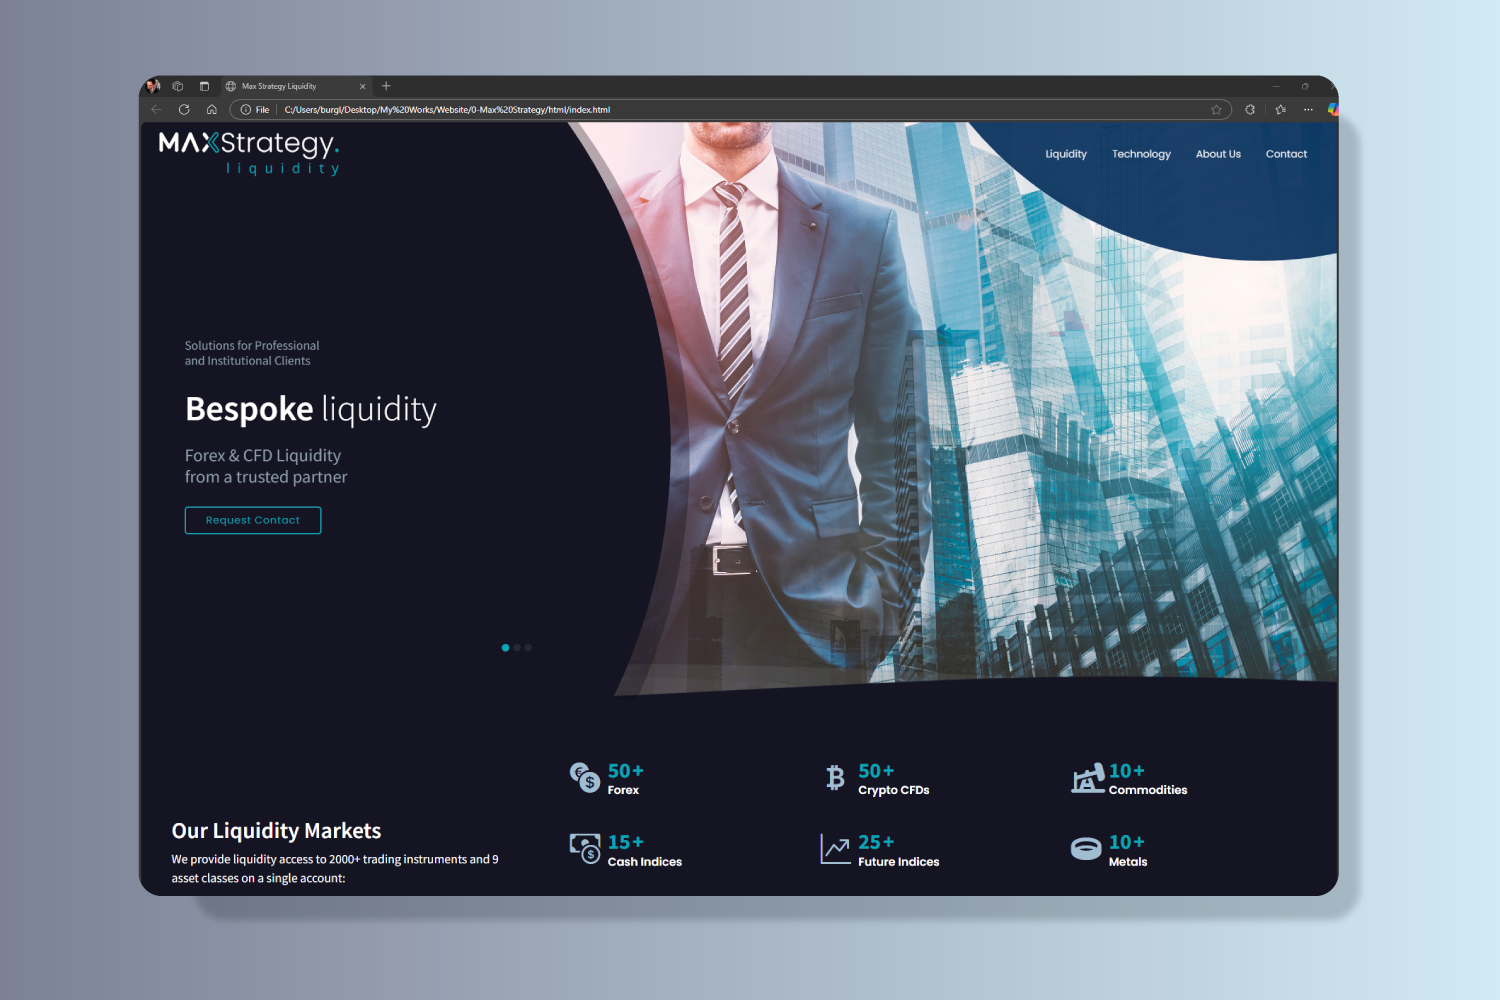 Max Strategy Liquidity
File
C:/Users/burgl/Desktop/My%20Works/Website/0-Max%20Strategy/html/index.html
MAXStrategy.
liquidity
Liquidity
Technology
About Us
Contact
Solutions for Professional
and Institutional Clients
Bespoke liquidity
Forex & CFD Liquidity
from a trusted partner
Request Contact
Our Liquidity Markets
We provide liquidity access to 2000+ trading instruments and 9
asset classes on a single account:
50+
Forex
50+
Crypto CFDs
10+
Commodities
15+
Cash Indices
25+
Future Indices
10+
Metals